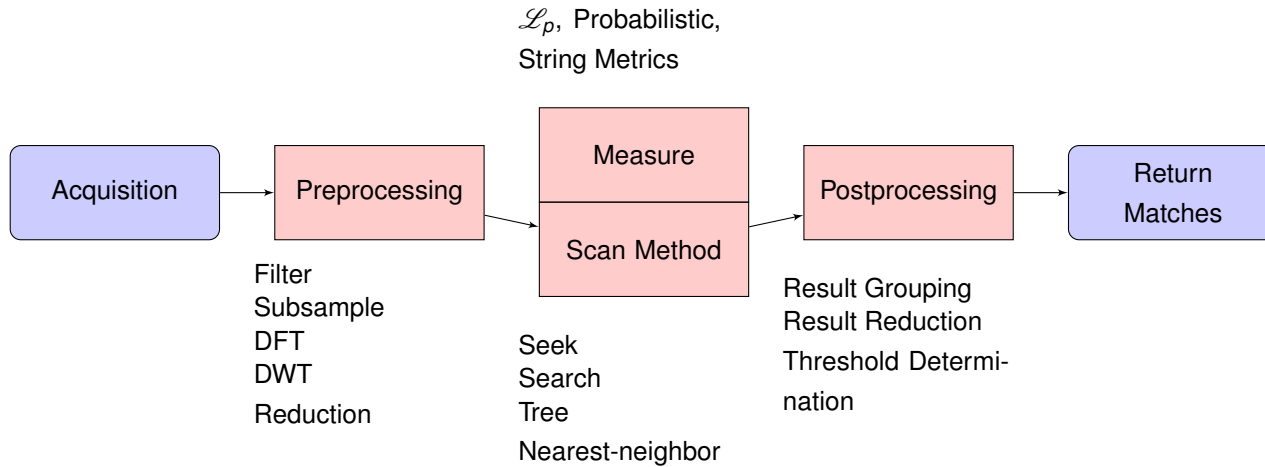 ℒp, Probabilistic,
String Metrics
Acquisition
Preprocessing
Filter
Subsample
DFT
DWT
Reduction
Measure
Scan Method
Seek
Search
Tree
Nearest-neighbor
Postprocessing
Result Grouping
Result Reduction
Threshold Determi-
nation
Return
Matches